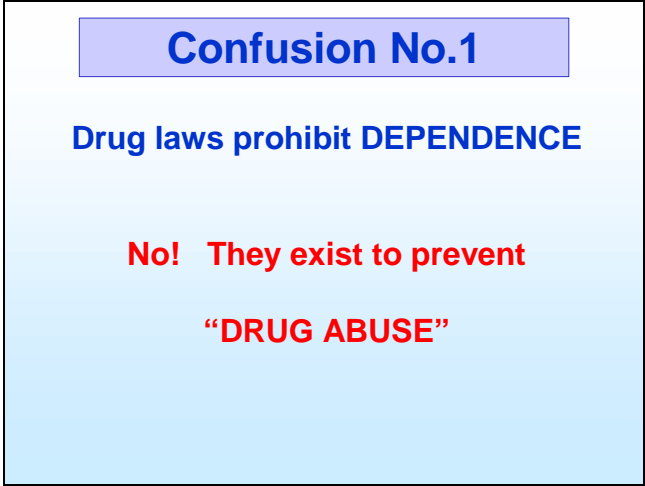 Confusion No.1
Drug laws prohibit DEPENDENCE
No! They exist to prevent
“DRUG ABUSE”